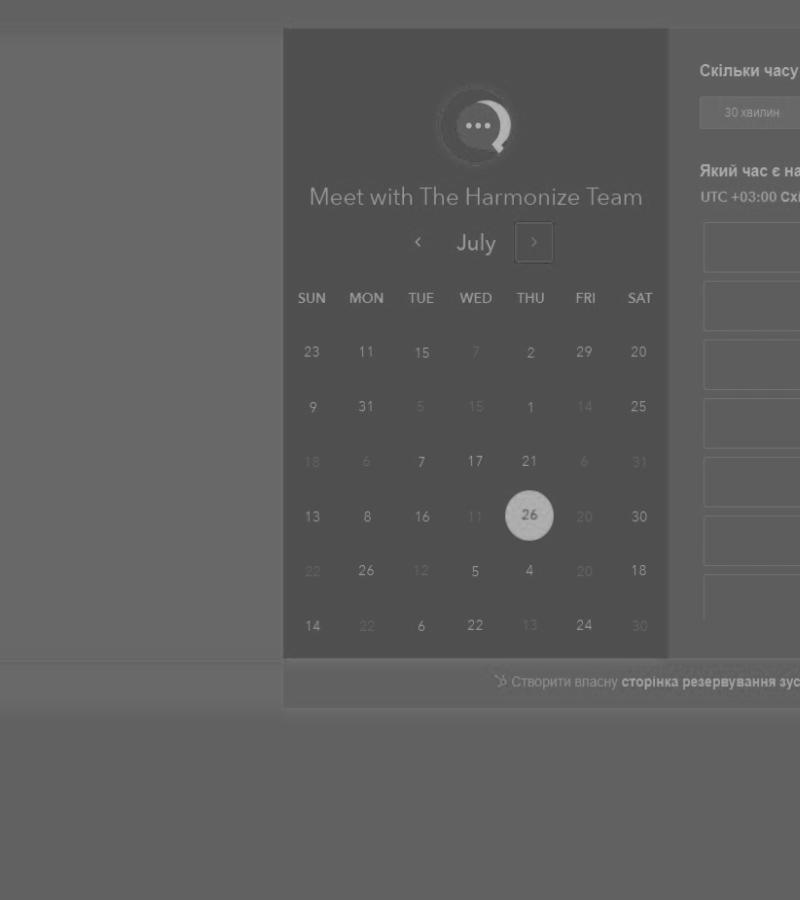 Скільки часу
30 хвилин
Meet with The Harmonize Team
Який час є на
UTC +03:00 Схі
July
SUN MON TUE WED THU FRI SAT
23 11 15 7 2 29 20
9 31 5 15 1 14 25
18 6 7 17 21 6 31
13 8 16 11 26 20 30
22 26 12 5 4 20 18
14 22 6 22 13 24 30
Створити власну сторінка резервування зус